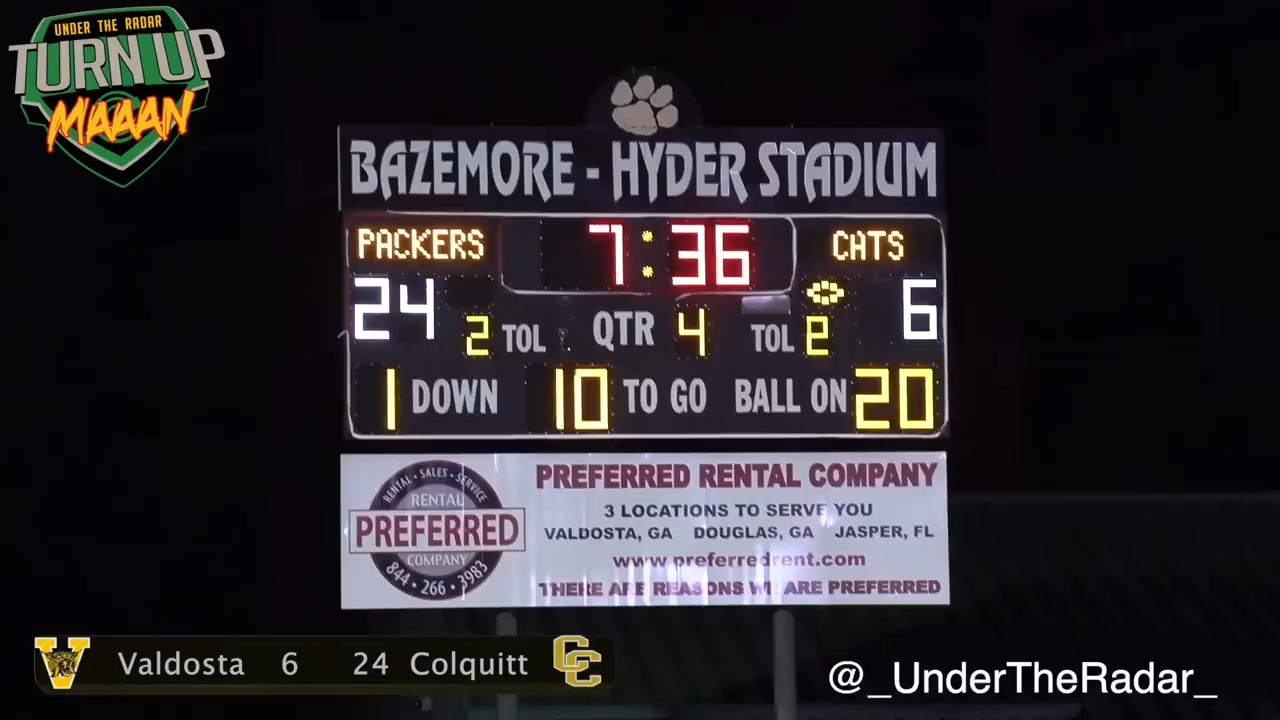 UNDER THE RADAR
TURN UP
MAAAN
BAZEMORE - HYDER STADIUM
PACKERS 7:36 CATS
24 2 TOL QTR 4 TOL 2 6
1 DOWN 10 TO GO BALL ON 20
RENTAL • SALES • SERVICE
RENTAL
PREFERRED
COMPANY
844 • 266 • 3983
PREFERRED RENTAL COMPANY
3 LOCATIONS TO SERVE YOU
VALDOSTA, GA DOUGLAS, GA JASPER, FL
www.preferredrent.com
THERE ARE REASONS WE ARE PREFERRED
V Valdosta 6 24 Colquitt CC
@_UnderTheRadar_